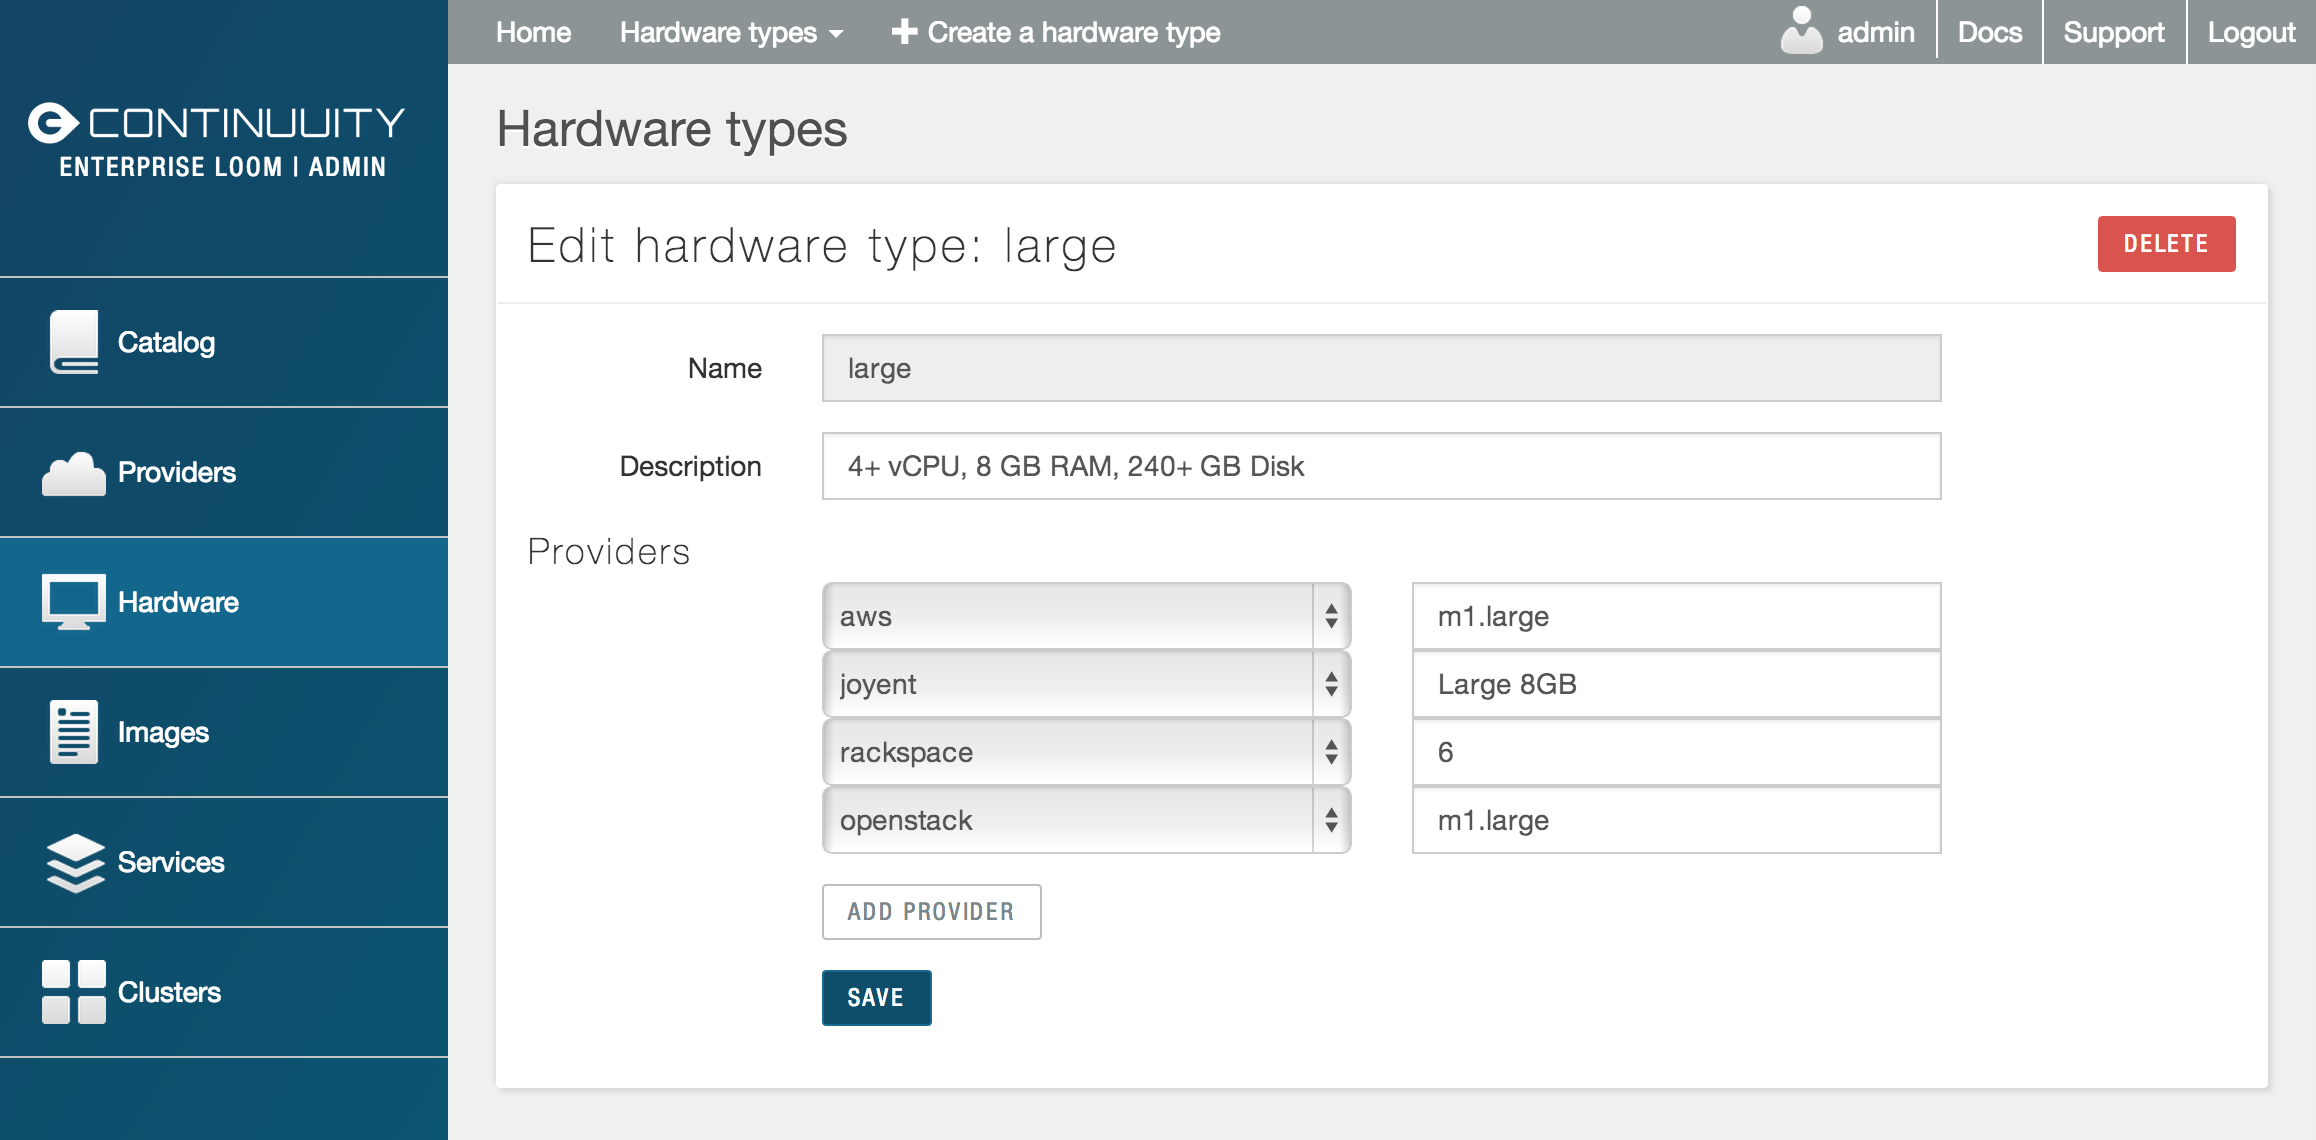 CONTINUUITY
ENTERPRISE LOOM | ADMIN
Home
Hardware types
Create a hardware type
admin
Docs
Support
Logout
Catalog
Providers
Hardware
Images
Services
Clusters
Hardware types
Edit hardware type: large
DELETE
Name
large
Description
4+ vCPU, 8 GB RAM, 240+ GB Disk
Providers
aws
m1.large
joyent
Large 8GB
rackspace
6
openstack
m1.large
ADD PROVIDER
SAVE